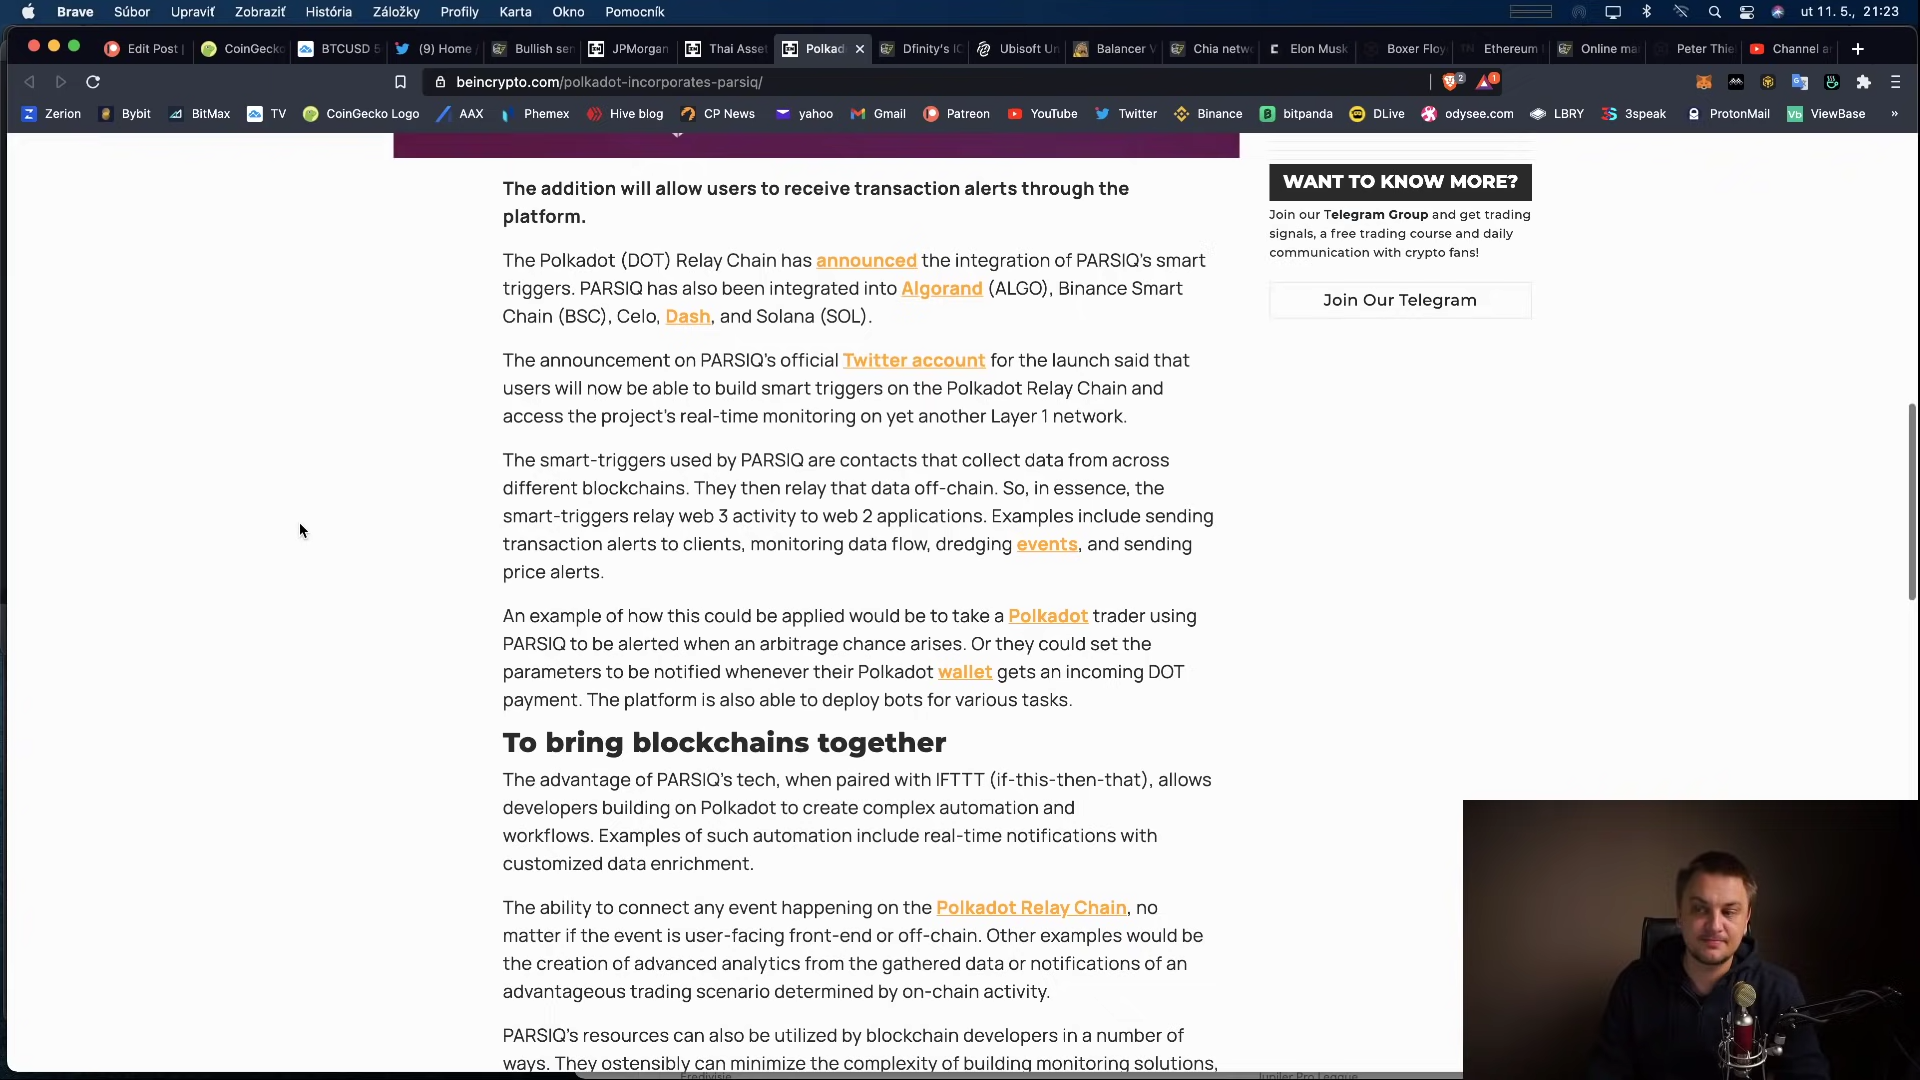 Brave Súbor Upraviť Zobraziť História Záložky Profily Karta Okno Pomocník ut 11. 5., 21:23
Edit Post | CoinGecko BTCUSD 5 (9) Home / Bullish sen JPMorgan Thai Asset Polkad Dfinity's IC Ubisoft Un Balancer V Chia netw Elon Musk Boxer Floy Ethereum Online ma Peter Thie Channel a
beincrypto.com/polkadot-incorporates-parsiq/ 2 1
Zerion Bybit BitMax TV CoinGecko Logo AAX Phemex Hive blog CP News yahoo Gmail Patreon YouTube Twitter Binance bitpanda DLive odysee.com LBRY 3speak ProtonMail ViewBase »
The addition will allow users to receive transaction alerts through the
platform.
The Polkadot (DOT) Relay Chain has announced the integration of PARSIQ's smart
triggers. PARSIQ has also been integrated into Algorand (ALGO), Binance Smart
Chain (BSC), Celo, Dash, and Solana (SOL).
The announcement on PARSIQ's official Twitter account for the launch said that
users will now be able to build smart triggers on the Polkadot Relay Chain and
access the project's real-time monitoring on yet another Layer 1 network.
The smart-triggers used by PARSIQ are contacts that collect data from across
different blockchains. They then relay that data off-chain. So, in essence, the
smart-triggers relay web 3 activity to web 2 applications. Examples include sending
transaction alerts to clients, monitoring data flow, dredging events, and sending
price alerts.
An example of how this could be applied would be to take a Polkadot trader using
PARSIQ to be alerted when an arbitrage chance arises. Or they could set the
parameters to be notified whenever their Polkadot wallet gets an incoming DOT
payment. The platform is also able to deploy bots for various tasks.
To bring blockchains together
The advantage of PARSIQ's tech, when paired with IFTTT (if-this-then-that), allows
developers building on Polkadot to create complex automation and
workflows. Examples of such automation include real-time notifications with
customized data enrichment.
The ability to connect any event happening on the Polkadot Relay Chain, no
matter if the event is user-facing front-end or off-chain. Other examples would be
the creation of advanced analytics from the gathered data or notifications of an
advantageous trading scenario determined by on-chain activity.
PARSIQ's resources can also be utilized by blockchain developers in a number of
ways. They ostensibly can minimize the complexity of building monitoring solutions,
WANT TO KNOW MORE?
Join our Telegram Group and get trading
signals, a free trading course and daily
communication with crypto fans!
Join Our Telegram